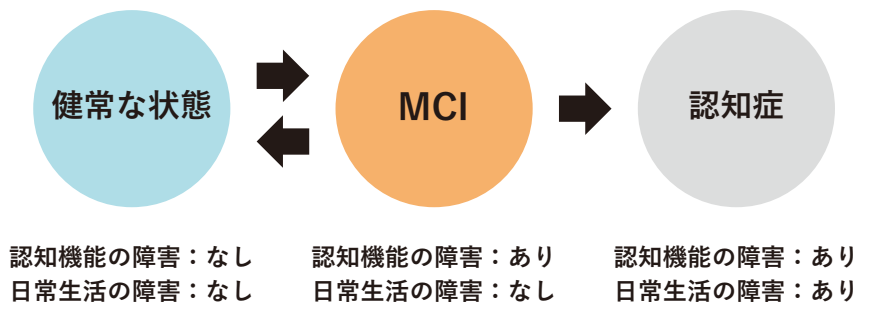 健常な状態
MCI
認知症
認知機能の障害：なし
日常生活の障害：なし
認知機能の障害：あり
日常生活の障害：なし
認知機能の障害：あり
日常生活の障害：あり